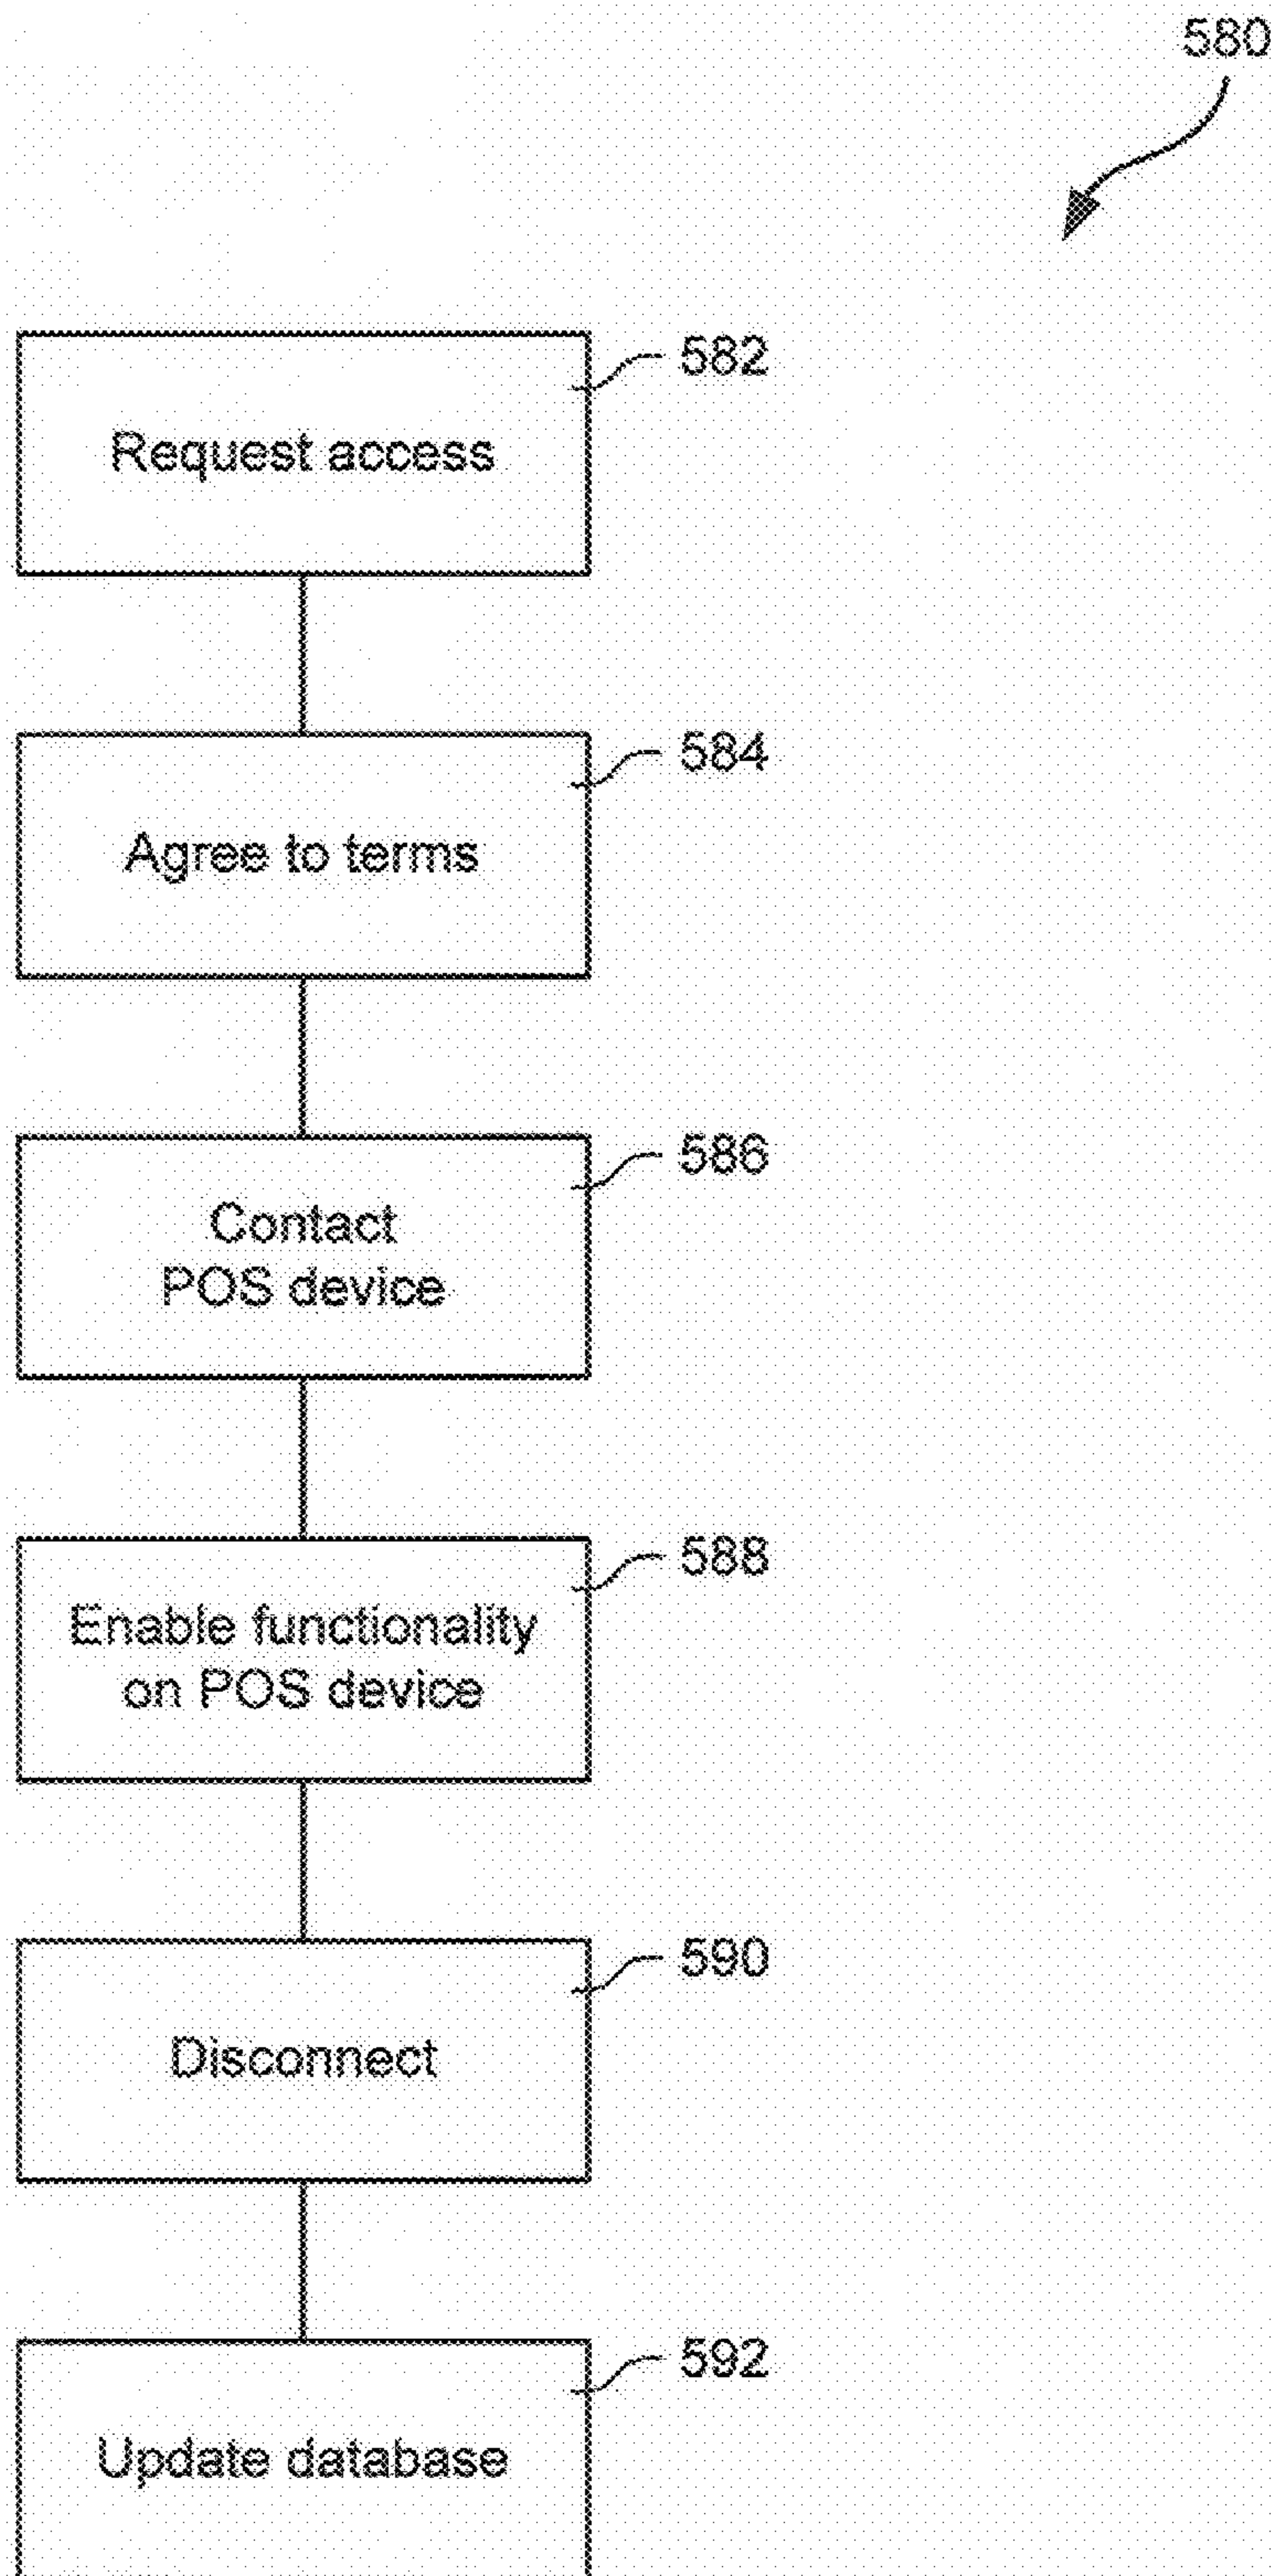 580
582
Request access
584
Agree to terms
586
Contact
POS device
588
Enable functionality
on POS device
590
Disconnect
592
Update database